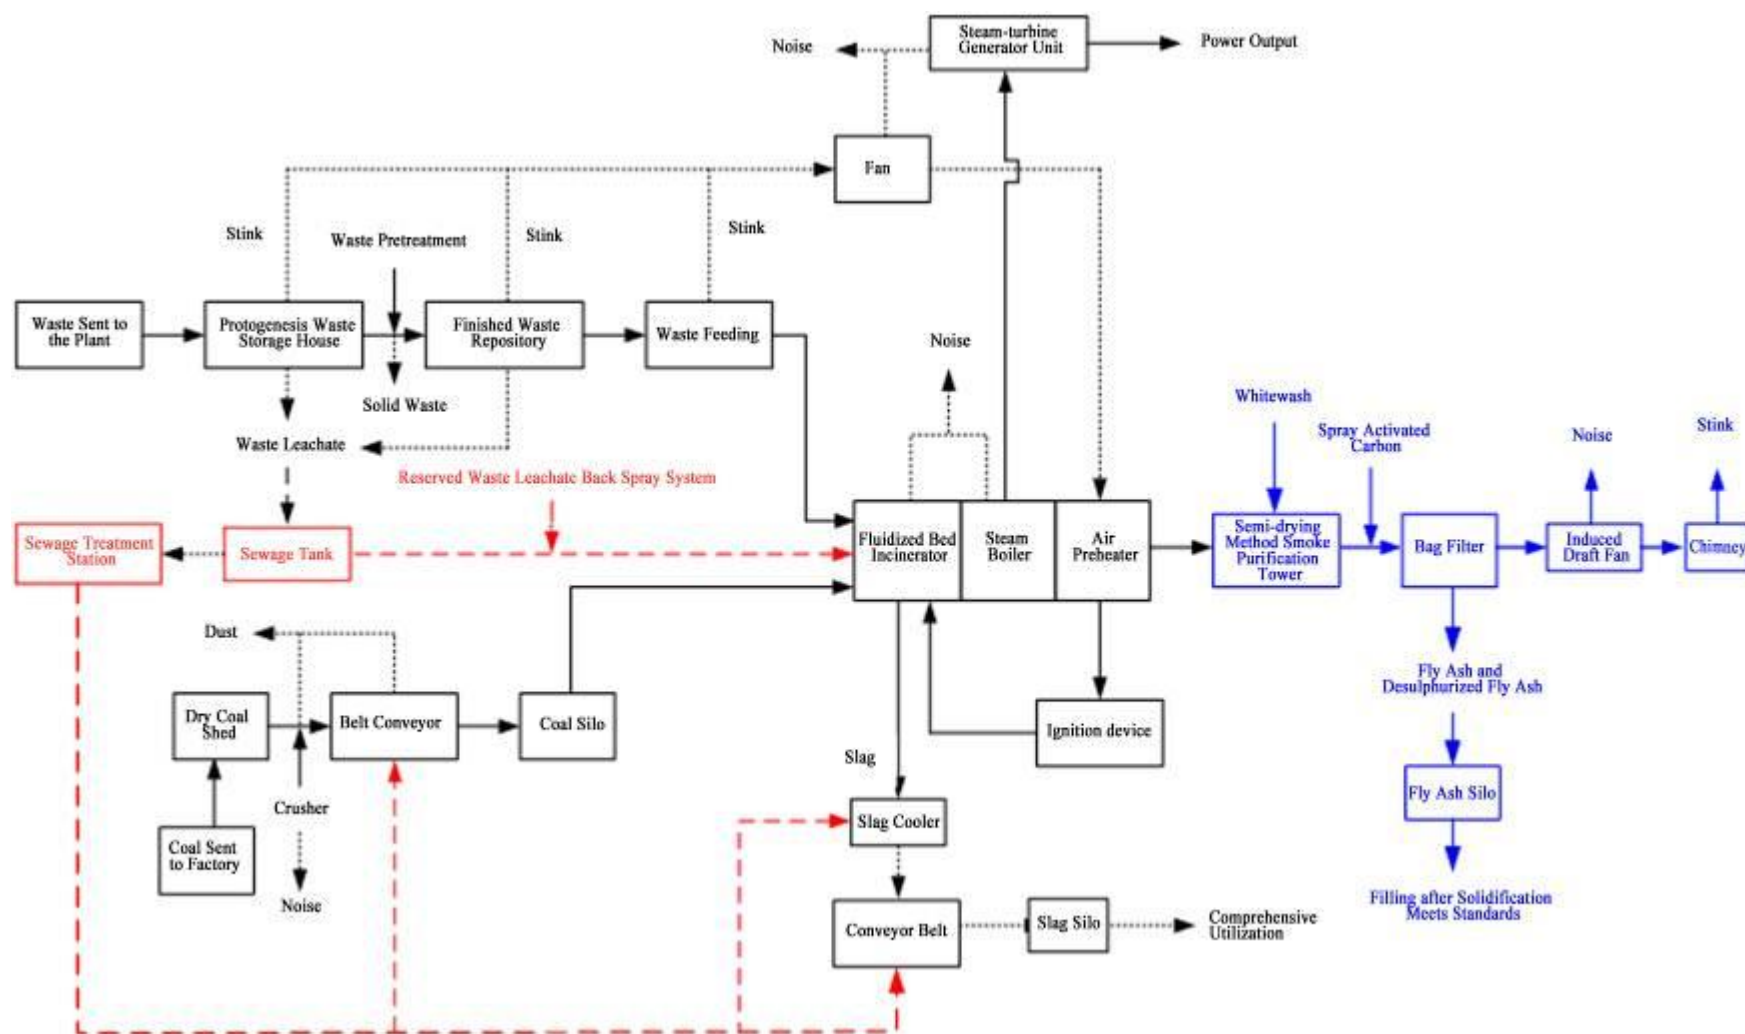 Steam-turbine
Generator Unit
Noise
Power Output
Fan
Stink
Waste Pretreatment
Stink
Stink
Waste Sent to
the Plant
Protogenesis Waste
Storage House
Finished Waste
Repository
Waste Feeding
Noise
Solid Waste
Waste Leachate
Whitewash
Spray Activated
Carbon
Noise
Stink
Reserved Waste Leachate Back Spray System
Sewage Treatment
Station
Sewage Tank
Fluidized Bed
Incinerator
Steam
Boiler
Air
Preheater
Semi-drying
Method Smoke
Purification
Tower
Bag Filter
Induced
Draft Fan
Chimney
Dust
Dry Coal
Shed
Belt Conveyor
Coal Silo
Ignition device
Fly Ash and
Desulphurized Fly Ash
Slag
Crusher
Slag Cooler
Fly Ash Silo
Coal Sent
to Factory
Noise
Conveyor Belt
Slag Silo
Comprehensive
Utilization
Filling after Solidification
Meets Standards